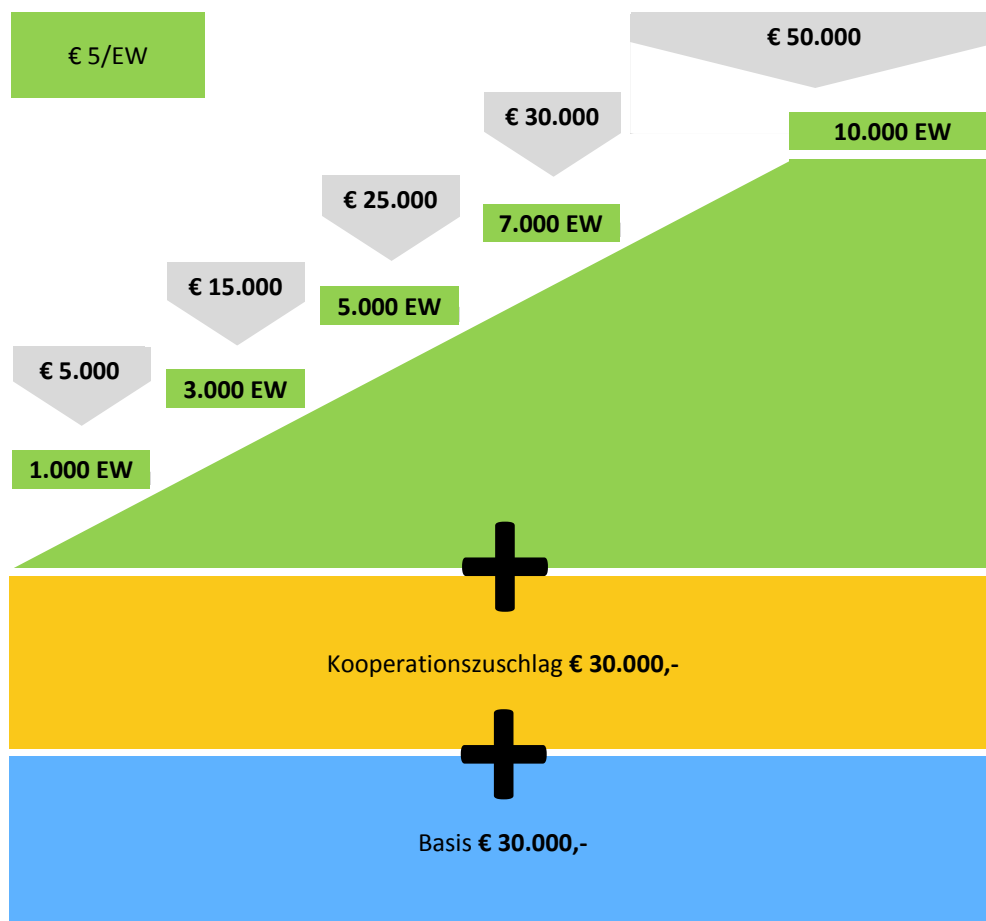 € 5/EW
€ 50.000
€ 30.000
10.000 EW
€ 25.000
7.000 EW
€ 15.000
5.000 EW
€ 5.000
3.000 EW
1.000 EW
Kooperationszuschlag € 30.000,-
Basis € 30.000,-